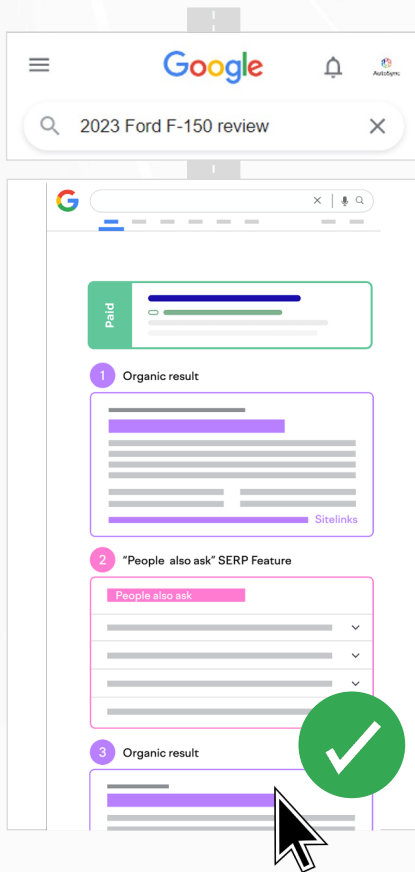 Google
AutoSync
2023 Ford F-150 review
G
Paid
1 Organic result
Sitelinks
2 "People also ask" SERP Feature
People also ask
3 Organic result